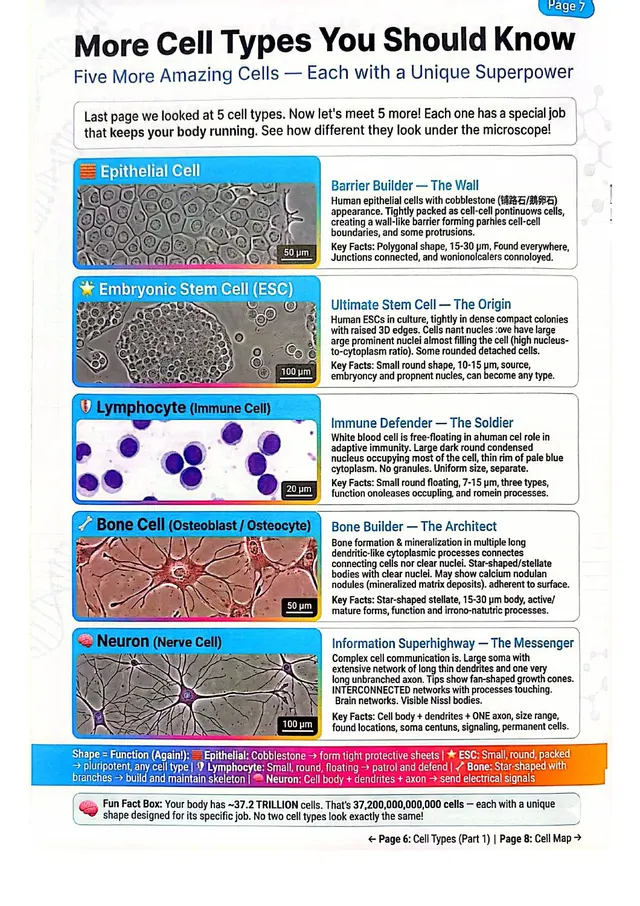 Page 7
More Cell Types You Should Know
Five More Amazing Cells — Each with a Unique Superpower
Last page we looked at 5 cell types. Now let's meet 5 more! Each one has a special job
that keeps your body running. See how different they look under the microscope!
Epithelial Cell
50 µm
Barrier Builder — The Wall
Human epithelial cells with cobblestone (铺路石/鹅卵石)
appearance. Tightly packed as cell-cell pontinuows cells,
creating a wall-like barrier forming parhies cell-cell
boundaries, and some protrusions.
Key Facts: Polygonal shape, 15-30 µm, Found everywhere,
Junctions connected, and wonionolcalers connoloyed.
Embryonic Stem Cell (ESC)
100 µm
Ultimate Stem Cell — The Origin
Human ESCs in culture, tightly in dense compact colonies
with raised 3D edges. Cells nant nucles :owe have large
arge prominent nuclei almost filling the cell (high nucleus-
to-cytoplasm ratio). Some rounded detached cells.
Key Facts: Small round shape, 10-15 µm, source,
embryoncy and propnent nucles, can become any type.
Lymphocyte (Immune Cell)
20 µm
Immune Defender — The Soldier
White blood cell is free-floating in ahuman cel role in
adaptive immunity. Large dark round condensed
nucleus occupying most of the cell, thin rim of pale blue
cytoplasm. No granules. Uniform size, separate.
Key Facts: Small round floating, 7-15 µm, three types,
function onoleases occupling, and romein processes.
Bone Cell (Osteoblast / Osteocyte)
50 µm
Bone Builder — The Architect
Bone formation & mineralization in multiple long
dendritic-like cytoplasmic processes connectes
connecting cells nor clear nuclei. Star-shaped/stellate
bodies with clear nuclei. May show calcium nodulan
nodules (mineralized matrix deposits). adherent to surface.
Key Facts: Star-shaped stellate, 15-30 µm body, active/
mature forms, function and irrono-natutric processes.
Neuron (Nerve Cell)
100 µm
Information Superhighway — The Messenger
Complex cell communication is. Large soma with
extensive network of long thin dendrites and one very
long unbranched axon. Tips show fan-shaped growth cones.
INTERCONNECTED networks with processes touching.
Brain networks. Visible Nissl bodies.
Key Facts: Cell body + dendrites + ONE axon, size range,
found locations, soma centuns, signaling, permanent cells.
Shape = Function (Again!): Epithelial: Cobblestone → form tight protective sheets | ESC: Small, round, packed
→ pluripotent, any cell type | Lymphocyte: Small, round, floating → patrol and defend | Bone: Star-shaped with
branches → build and maintain skeleton | Neuron: Cell body + dendrites + axon → send electrical signals
Fun Fact Box: Your body has ~37.2 TRILLION cells. That's 37,200,000,000,000 cells — each with a unique
shape designed for its specific job. No two cell types look exactly the same!
← Page 6: Cell Types (Part 1) | Page 8: Cell Map →